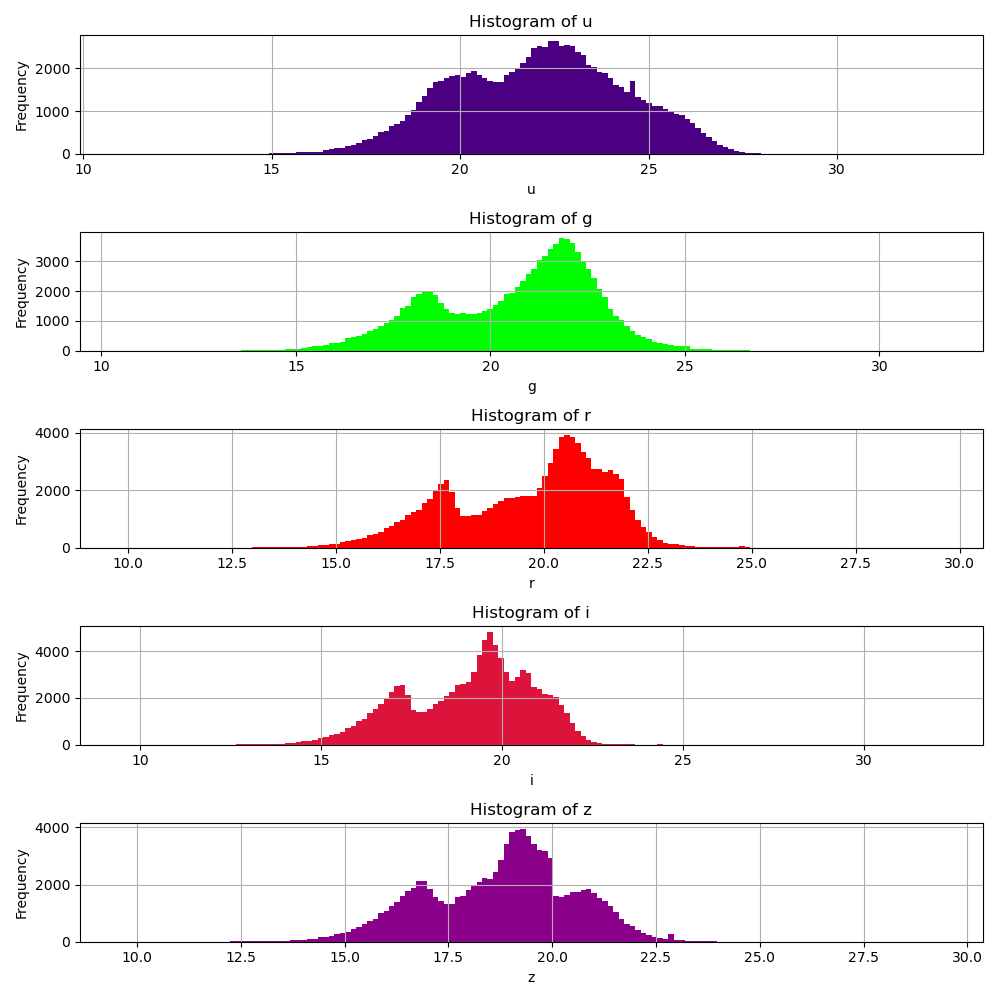 Histogram of u
Frequency
2000
1000
0
10 15 20 25 30
u
Histogram of g
Frequency
3000
2000
1000
0
10 15 20 25 30
g
Histogram of r
Frequency
4000
2000
0
10.0 12.5 15.0 17.5 20.0 22.5 25.0 27.5 30.0
r
Histogram of i
Frequency
4000
2000
0
10 15 20 25 30
i
Histogram of z
Frequency
4000
2000
0
10.0 12.5 15.0 17.5 20.0 22.5 25.0 27.5 30.0
z